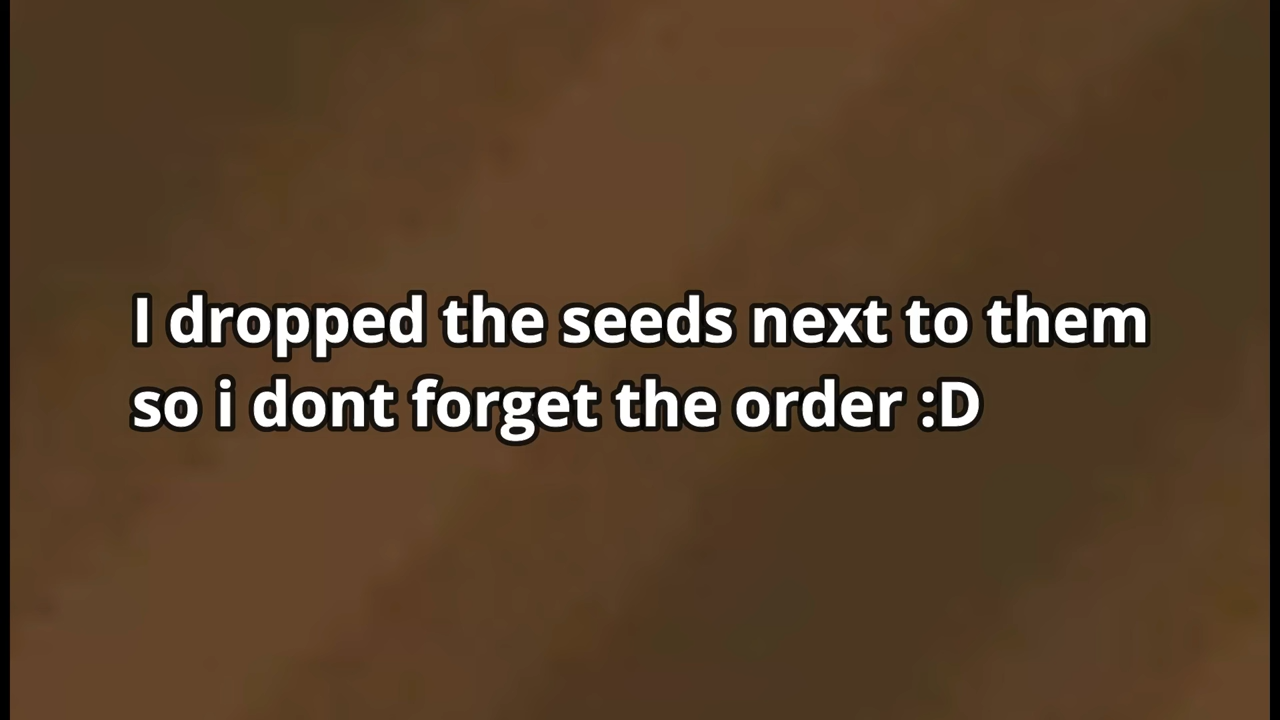 I dropped the seeds next to them
so i dont forget the order :D